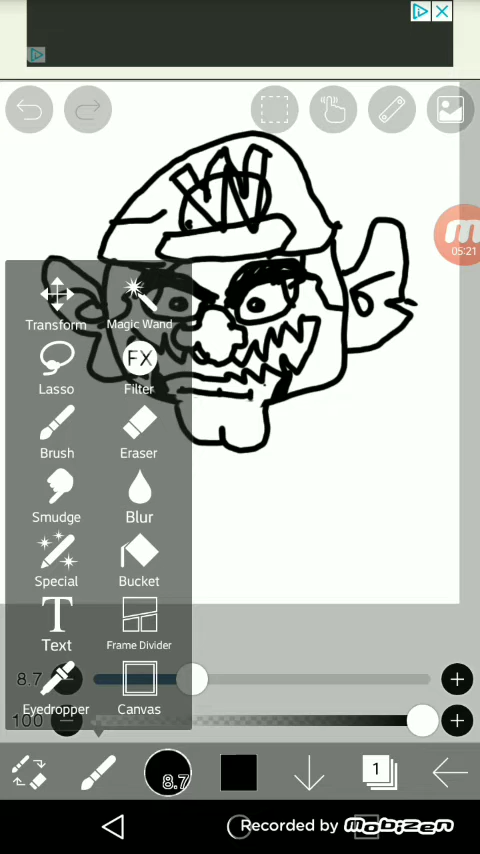 W
05:21
Transform Magic Wand
FX
Lasso Filter
Brush Eraser
Smudge Blur
Special Bucket
T
Text Frame Divider
8.7
Eyedropper Canvas
100
8.7 1
Recorded by mobizen